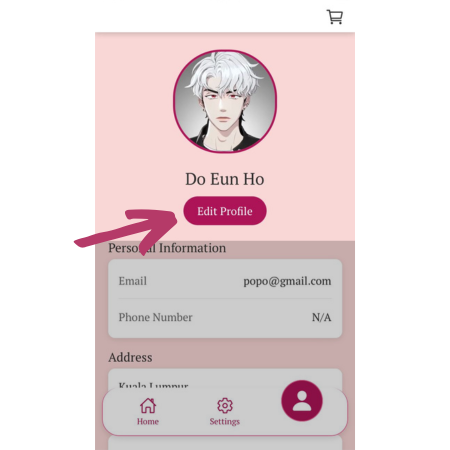 Do Eun Ho
Edit Profile
Personal Information
Email popo@gmail.com
Phone Number N/A
Address
Kuala Lumpur
Home Settings